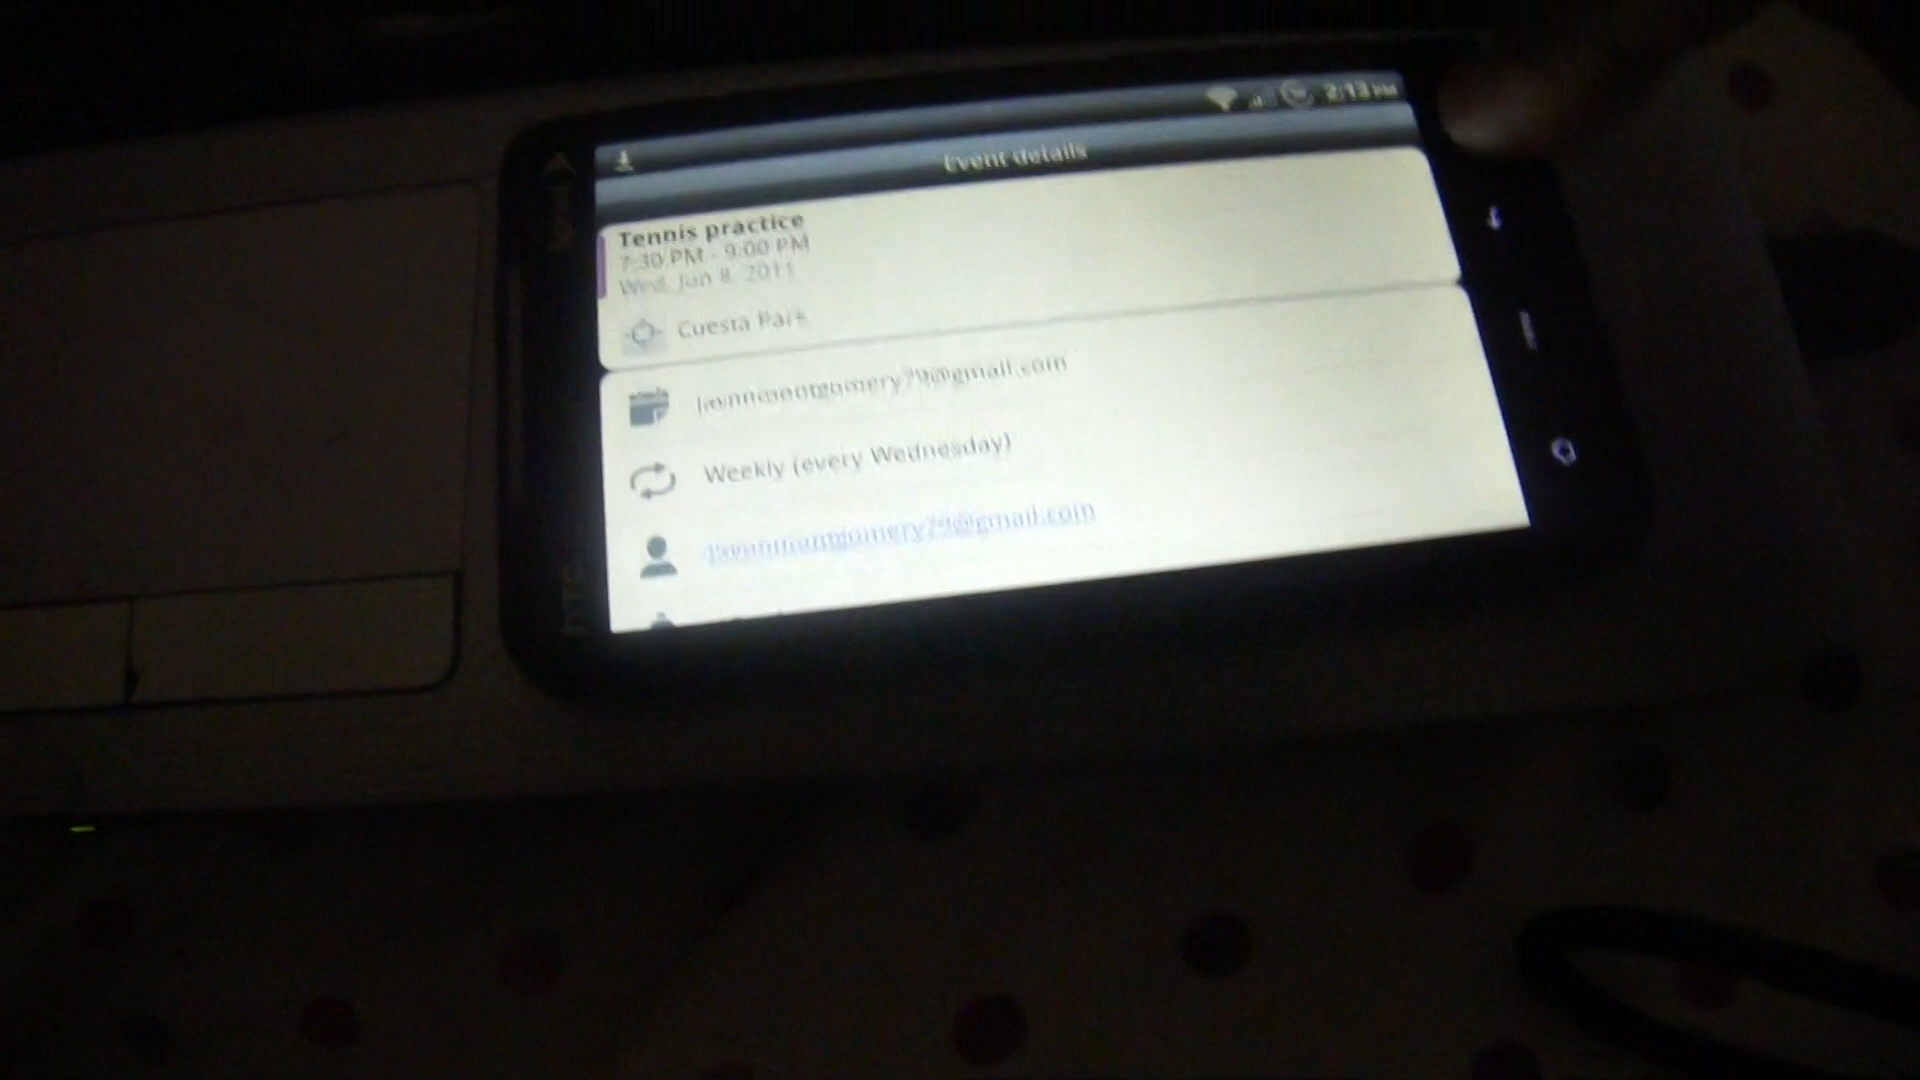 2:13 PM
Event details
Tennis practice
7:30 PM - 9:00 PM
Wed, Jun 8, 2011
Cuesta Park
Weekly (every Wednesday)